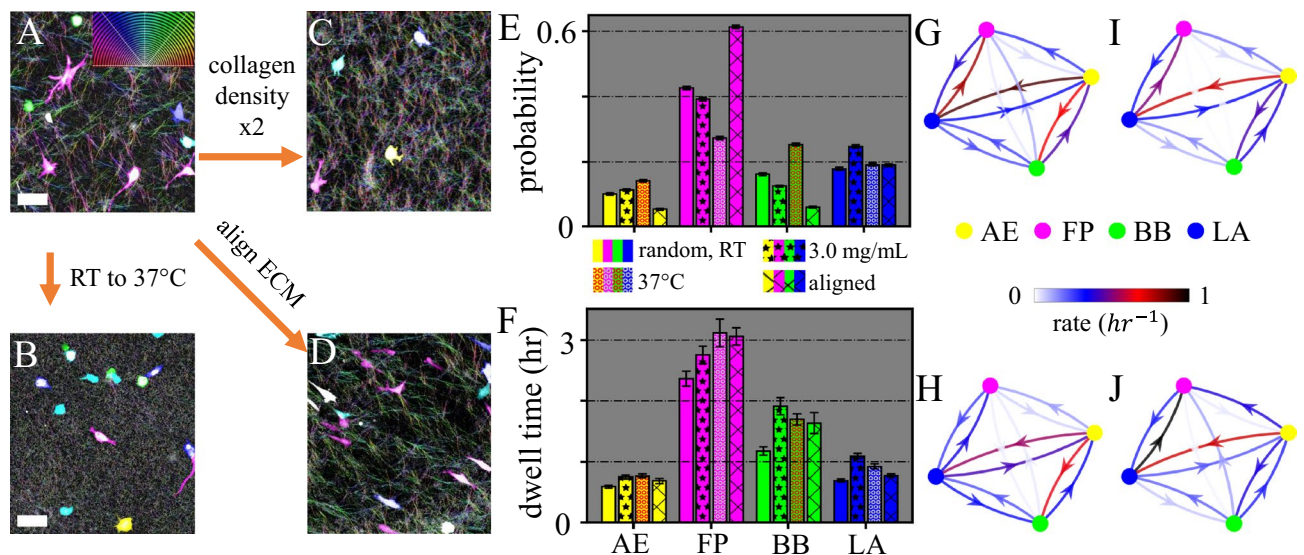 A
collagen
density
x2
C
RT to 37°C
align ECM
B
D
E
probability
0.6
0
random, RT
3.0 mg/mL
37°C
aligned
F
dwell time (hr)
3
0
AE
FP
BB
LA
G
I
AE
FP
BB
LA
0
1
rate (hr⁻¹)
H
J